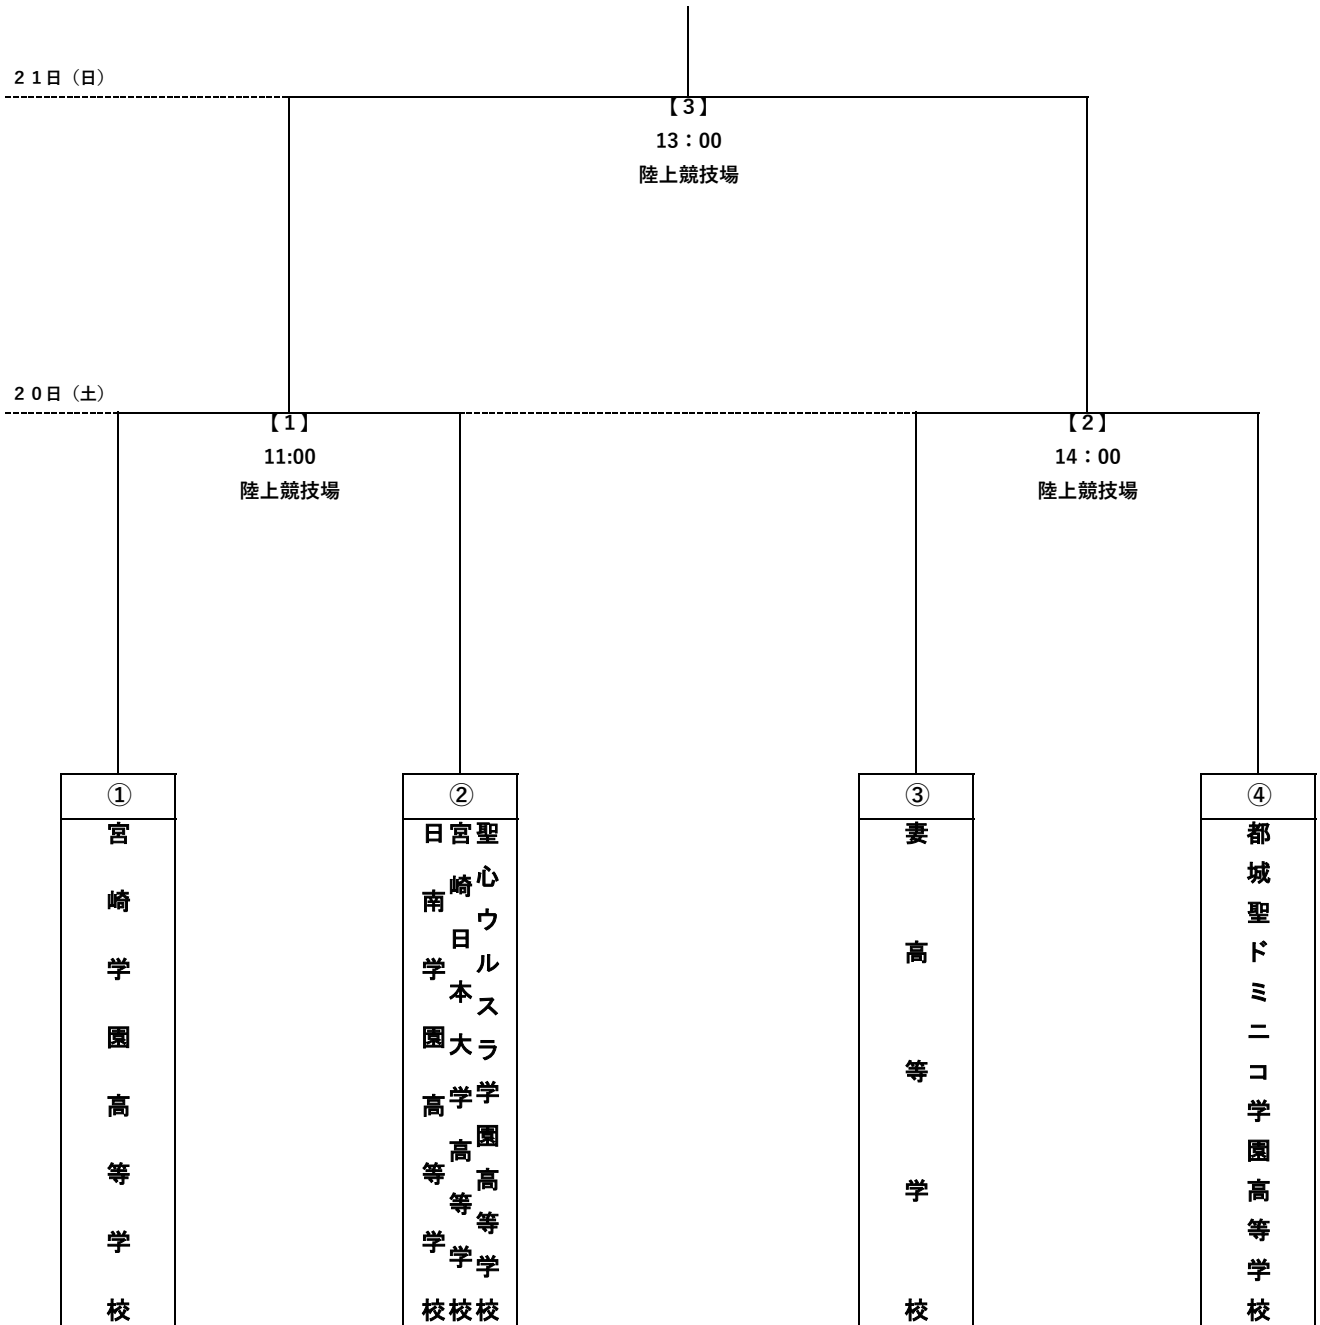 ２１日（日）
【３】
13：00
陸上競技場
２０日（土）
【１】
11:00
陸上競技場
【２】
14：00
陸上競技場
①
宮崎学園高等学校
②
聖心ウルスラ学園高等学校
宮崎日本大学高等学校
日南学園高等学校
③
妻高等学校
④
都城聖ドミニコ学園高等学校